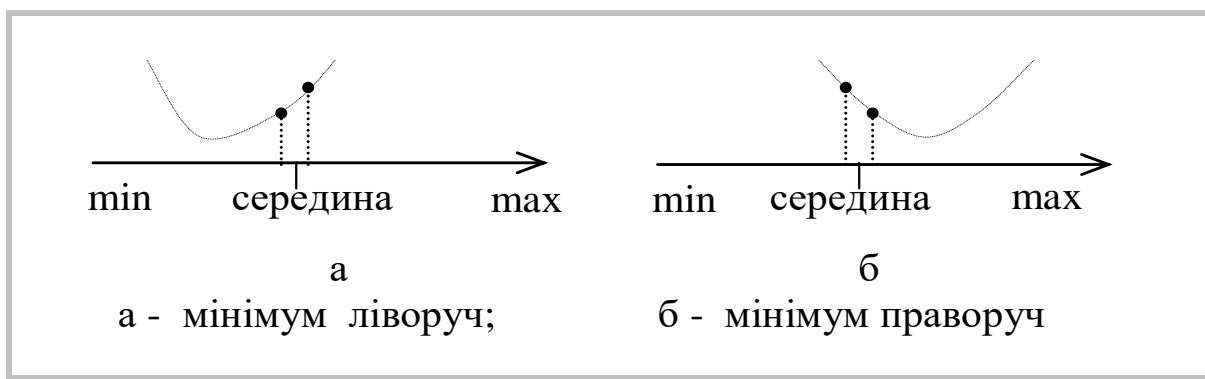 min середина max
min середина max
а
б
а - мінімум ліворуч;
б - мінімум праворуч